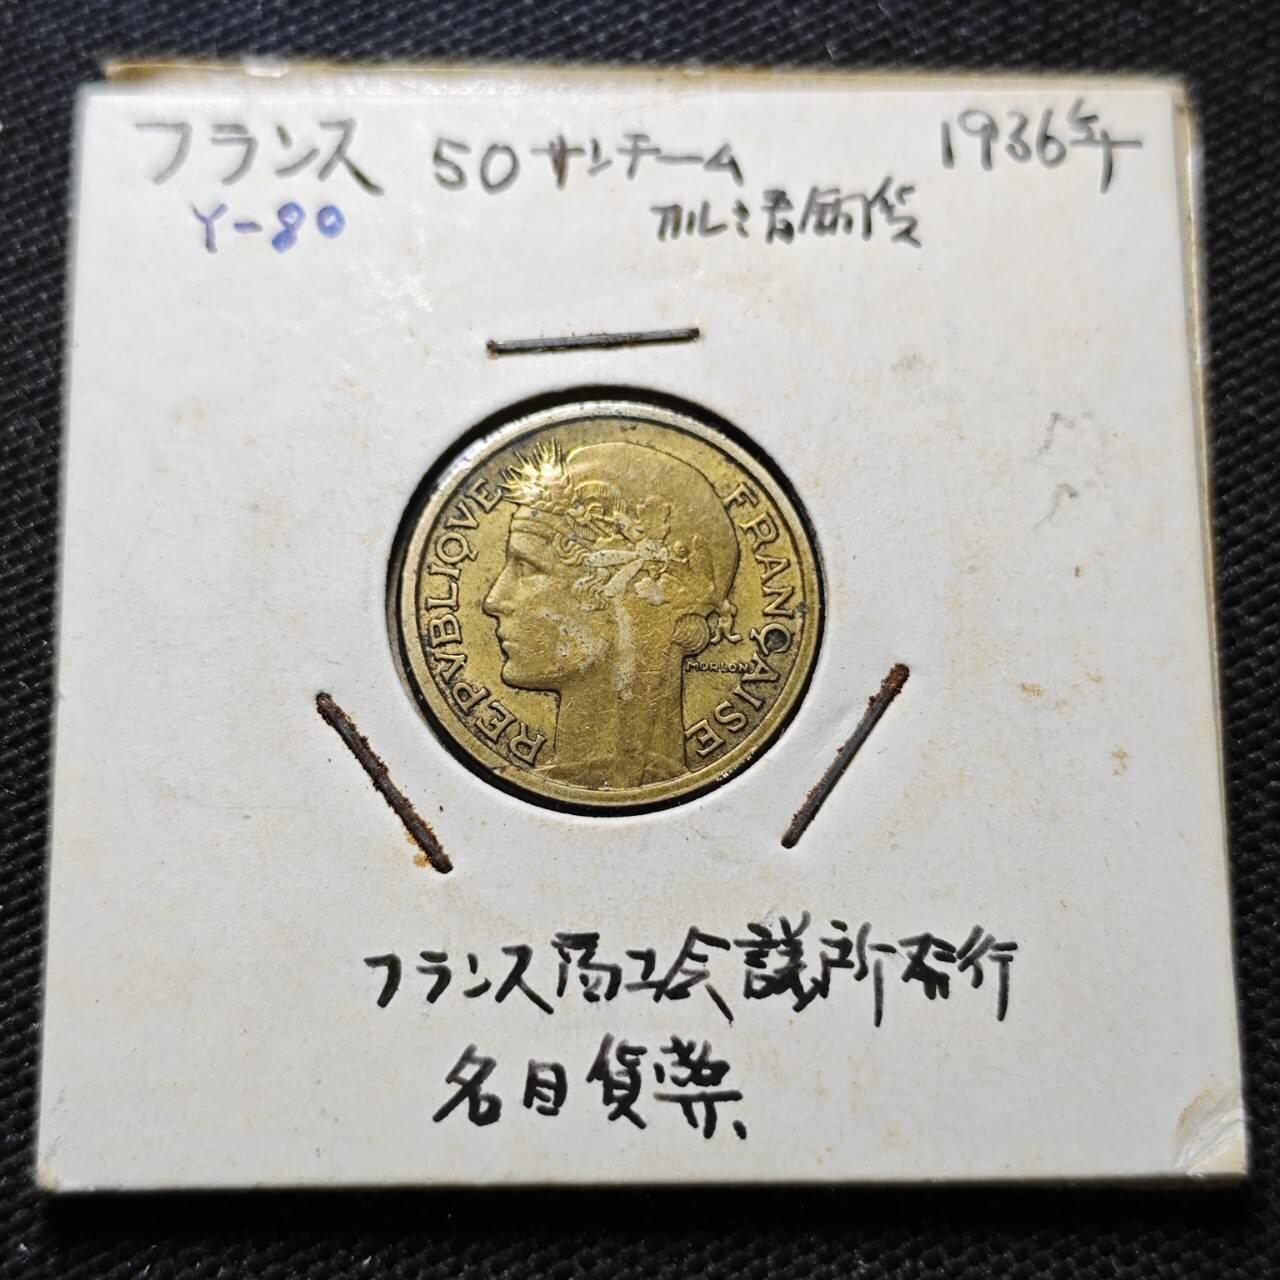 フランス 50サンチーム 1936年
Y-80 アルミ青銅貨
REPVBLIQVE FRANÇAISE
MORLON
フランス商工会議所発行
名目貨幣